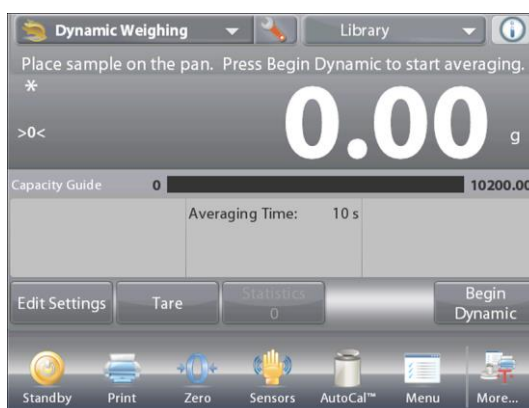 Dynamic Weighing Library
Place sample on the pan. Press Begin Dynamic to start averaging.
*
>0< 0.00 g
Capacity Guide 0 10200.00
Averaging Time: 10 s
Edit Settings Tare Statistics 0 Begin Dynamic
Standby Print Zero Sensors AutoCal™ Menu More...